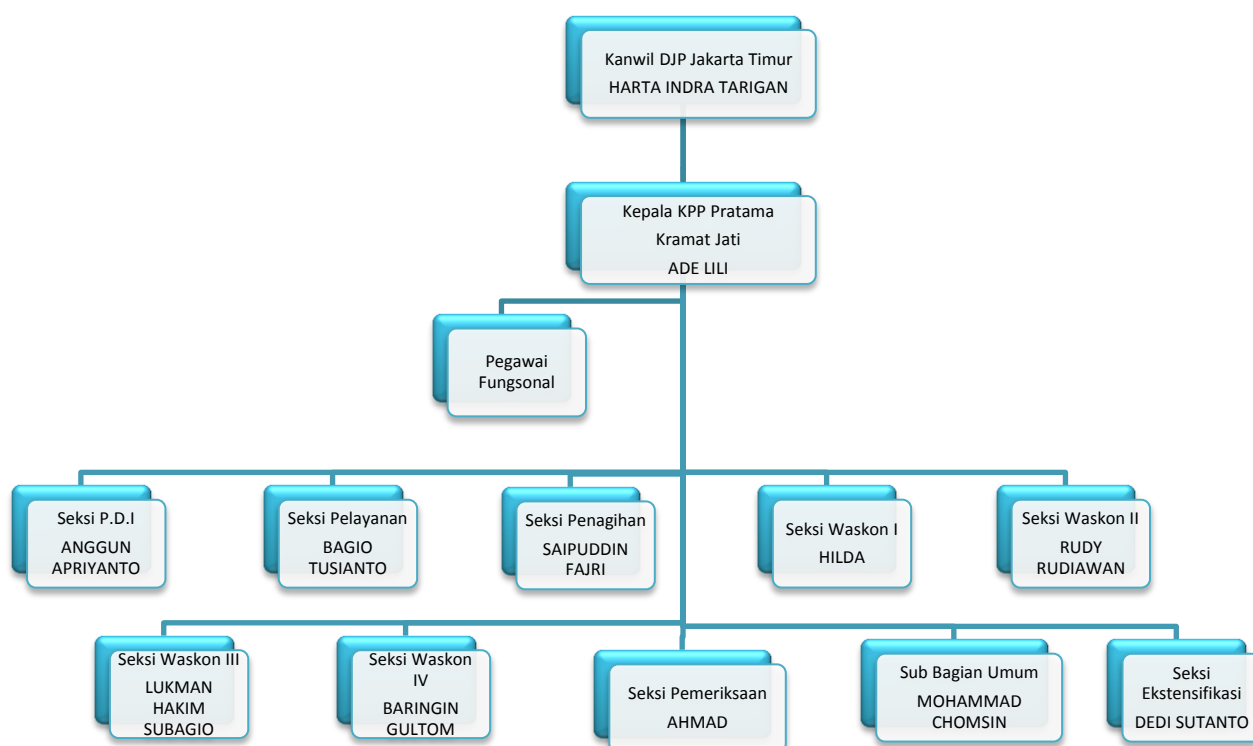 Kanwil DJP Jakarta Timur
HARTA INDRA TARIGAN
Kepala KPP Pratama
Kramat Jati
ADE LILI
Pegawai
Fungsonal
Seksi P.D.I
ANGGUN
APRIYANTO
Seksi Pelayanan
BAGIO
TUSIANTO
Seksi Penagihan
SAIPUDDIN
FAJRI
Seksi Waskon I
HILDA
Seksi Waskon II
RUDY
RUDIAWAN
Seksi Waskon III
LUKMAN
HAKIM
SUBAGIO
Seksi Waskon
IV
BARINGIN
GULTOM
Seksi Pemeriksaan
AHMAD
Sub Bagian Umum
MOHAMMAD
CHOMSIN
Seksi
Ekstensifikasi
DEDI SUTANTO